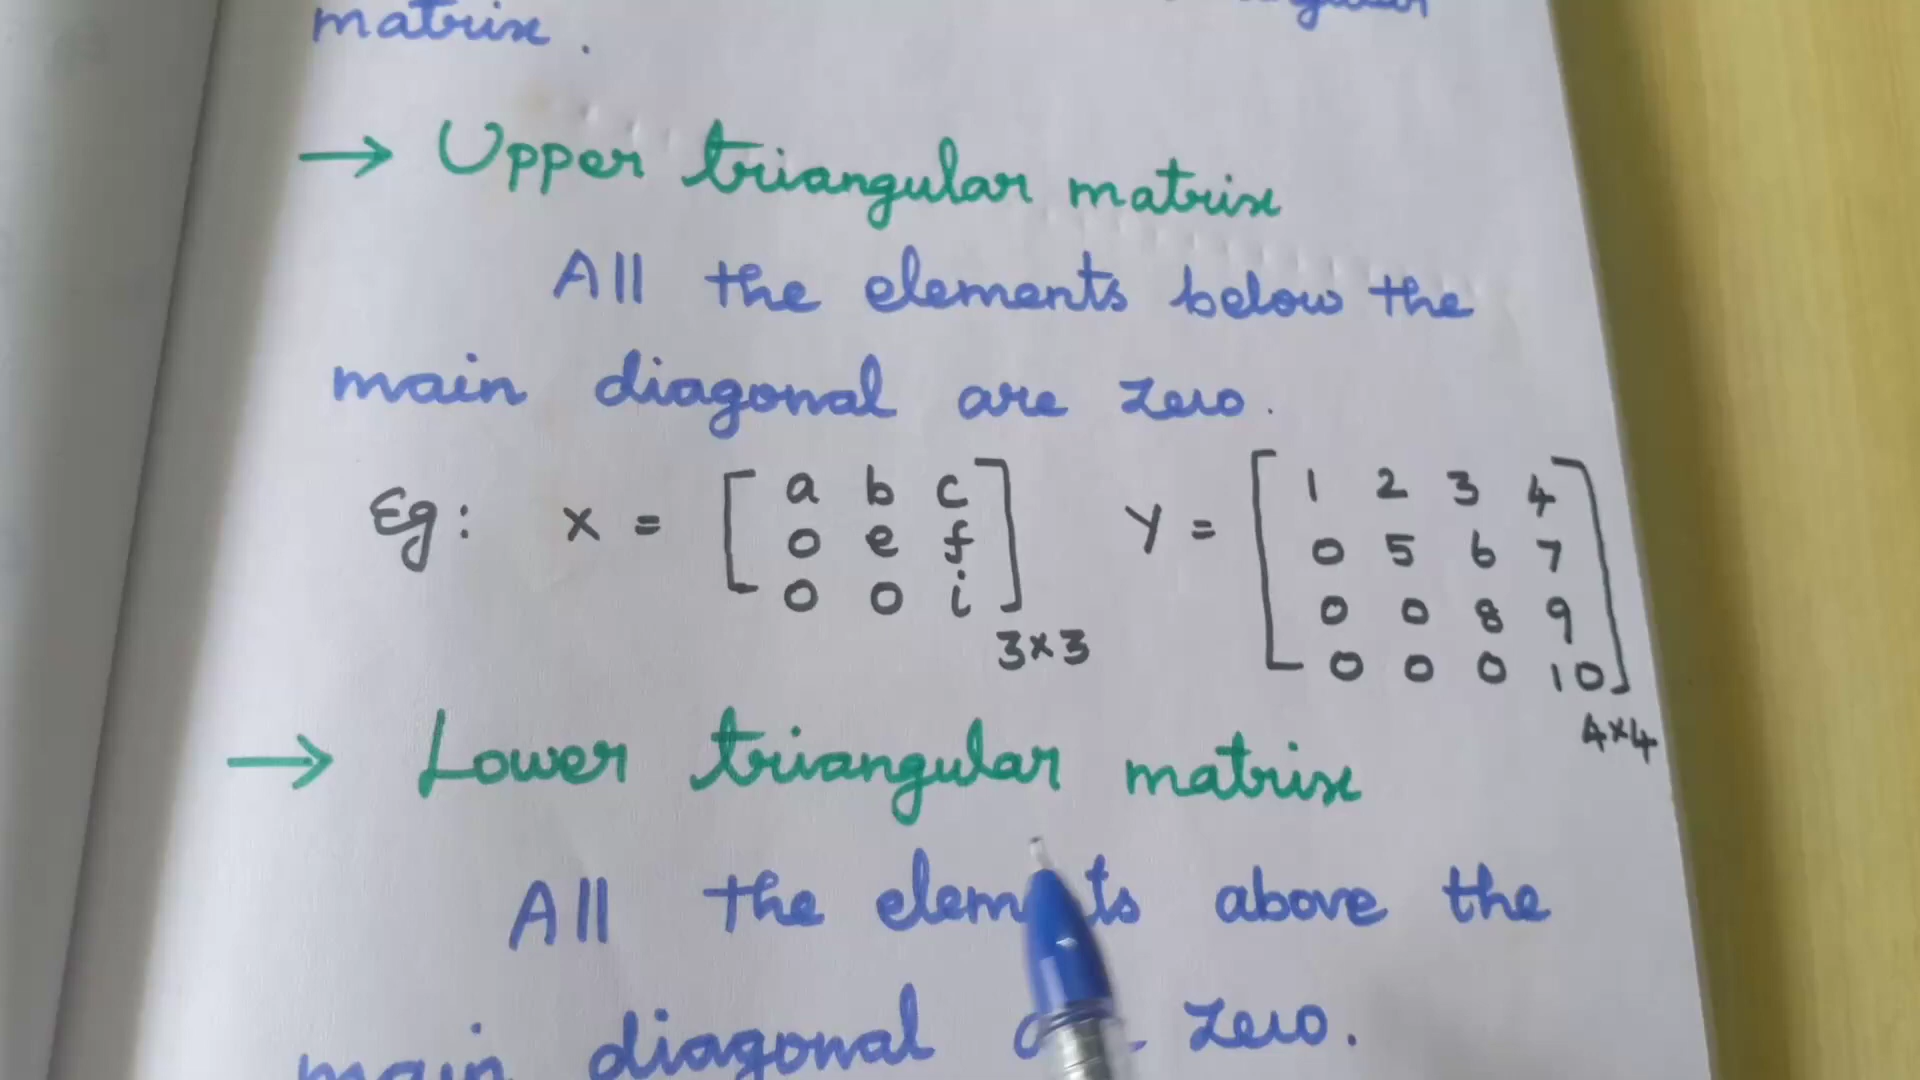 matrix.
→ Upper triangular matrix
All the elements below the
main diagonal are zero.
Eg: X = [a b c Y = [1 2 3 4
0 e f 0 5 6 7
0 0 i] 0 0 8 9
3×3 0 0 0 10]
4×4
→ Lower triangular matrix
All the elements above the
main diagonal zero.